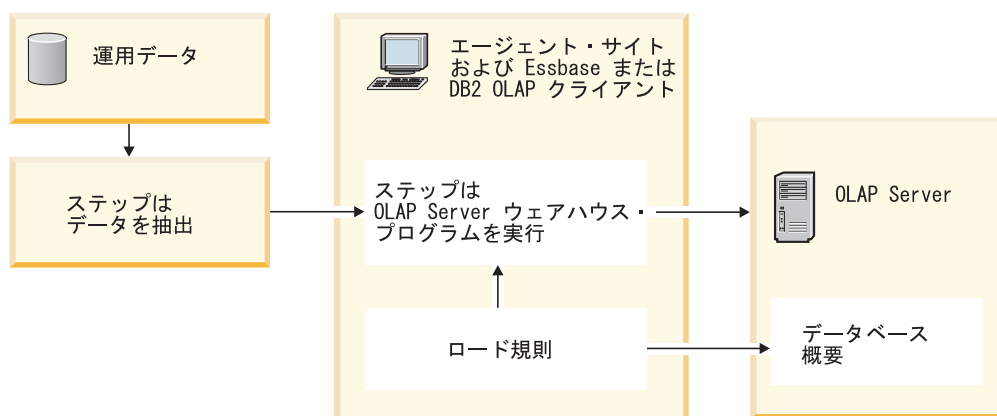 運用データ
ステップは
データを抽出
エージェント・サイト
および Essbase または
DB2 OLAP クライアント
ステップは
OLAP Server ウェアハウス・
プログラムを実行
ロード規則
OLAP Server
データベース
概要